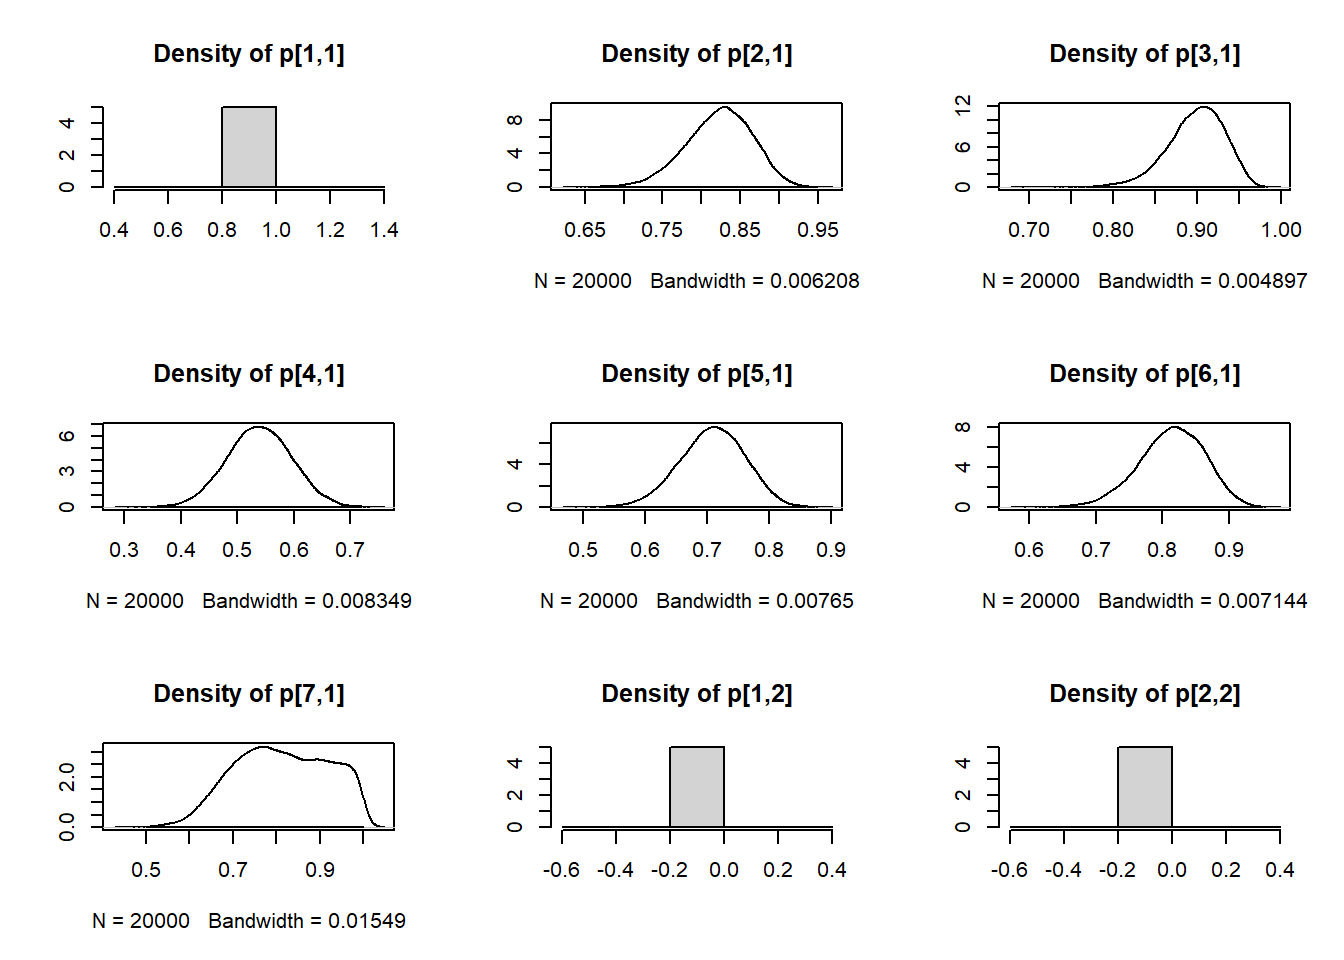 Density of p[1,1]
Density of p[2,1]
Density of p[3,1]
0 2 4
0.4 0.6 0.8 1.0 1.2 1.4
0 4 8
0.65 0.75 0.85 0.95
N = 20000 Bandwidth = 0.006208
0 6 12
0.70 0.80 0.90 1.00
N = 20000 Bandwidth = 0.004897
Density of p[4,1]
Density of p[5,1]
Density of p[6,1]
0 3 6
0.3 0.4 0.5 0.6 0.7
N = 20000 Bandwidth = 0.008349
0 4
0.5 0.6 0.7 0.8 0.9
N = 20000 Bandwidth = 0.00765
0 4 8
0.6 0.7 0.8 0.9
N = 20000 Bandwidth = 0.007144
Density of p[7,1]
Density of p[1,2]
Density of p[2,2]
0.0 2.0
0.5 0.7 0.9
N = 20000 Bandwidth = 0.01549
0 2 4
-0.6 -0.4 -0.2 0.0 0.2 0.4
0 2 4
-0.6 -0.4 -0.2 0.0 0.2 0.4